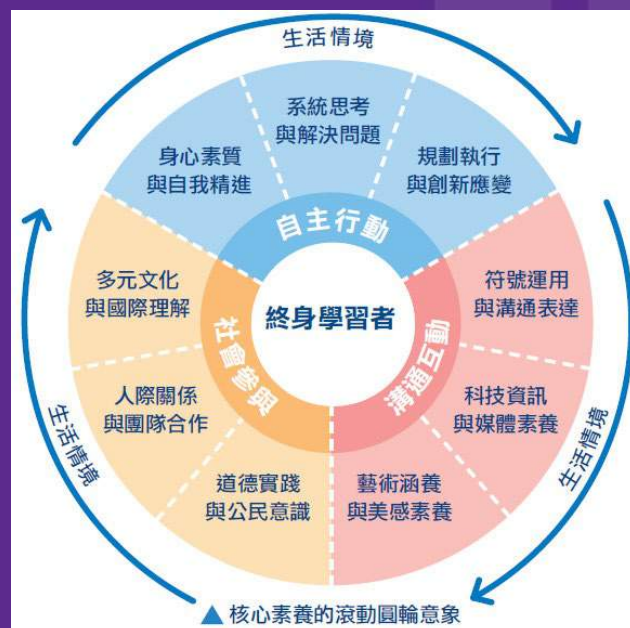 生活情境
系統思考
與解決問題
身心素質
與自我精進
規劃執行
與創新應變
自主行動
多元文化
與國際理解
符號運用
與溝通表達
終身學習者
社會參與
溝通互動
人際關係
與團隊合作
科技資訊
與媒體素養
生活情境
生活情境
道德實踐
與公民意識
藝術涵養
與美感素養
▲ 核心素養的滾動圓輪意象